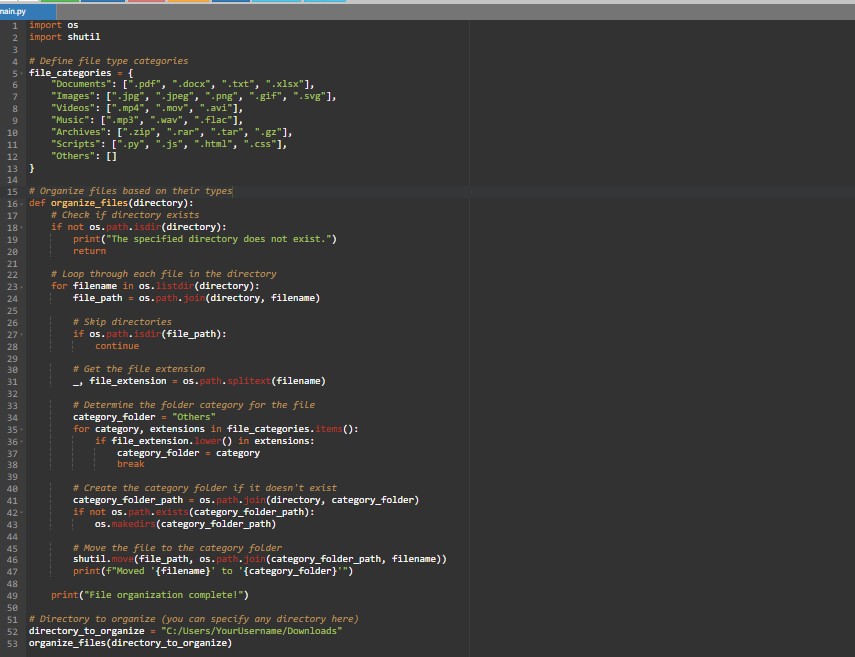 main.py
1 import os
2 import shutil
3
4 # Define file type categories
5 file_categories = {
6     "Documents": [".pdf", ".docx", ".txt", ".xlsx"],
7     "Images": [".jpg", ".jpeg", ".png", ".gif", ".svg"],
8     "Videos": [".mp4", ".mov", ".avi"],
9     "Music": [".mp3", ".wav", ".flac"],
10     "Archives": [".zip", ".rar", ".tar", ".gz"],
11     "Scripts": [".py", ".js", ".html", ".css"],
12     "Others": []
13 }
14
15 # Organize files based on their types
16 def organize_files(directory):
17     # Check if directory exists
18     if not os.path.isdir(directory):
19         print("The specified directory does not exist.")
20         return
21
22     # Loop through each file in the directory
23     for filename in os.listdir(directory):
24         file_path = os.path.join(directory, filename)
25
26         # Skip directories
27         if os.path.isdir(file_path):
28             continue
29
30         # Get the file extension
31         _, file_extension = os.path.splitext(filename)
32
33         # Determine the folder category for the file
34         category_folder = "Others"
35         for category, extensions in file_categories.items():
36             if file_extension.lower() in extensions:
37                 category_folder = category
38                 break
39
40         # Create the category folder if it doesn't exist
41         category_folder_path = os.path.join(directory, category_folder)
42         if not os.path.exists(category_folder_path):
43             os.makedirs(category_folder_path)
44
45         # Move the file to the category folder
46         shutil.move(file_path, os.path.join(category_folder_path, filename))
47         print(f"Moved '{filename}' to '{category_folder}'")
48
49     print("File organization complete!")
50
51 # Directory to organize (you can specify any directory here)
52 directory_to_organize = "C:/Users/YourUsername/Downloads"
53 organize_files(directory_to_organize)